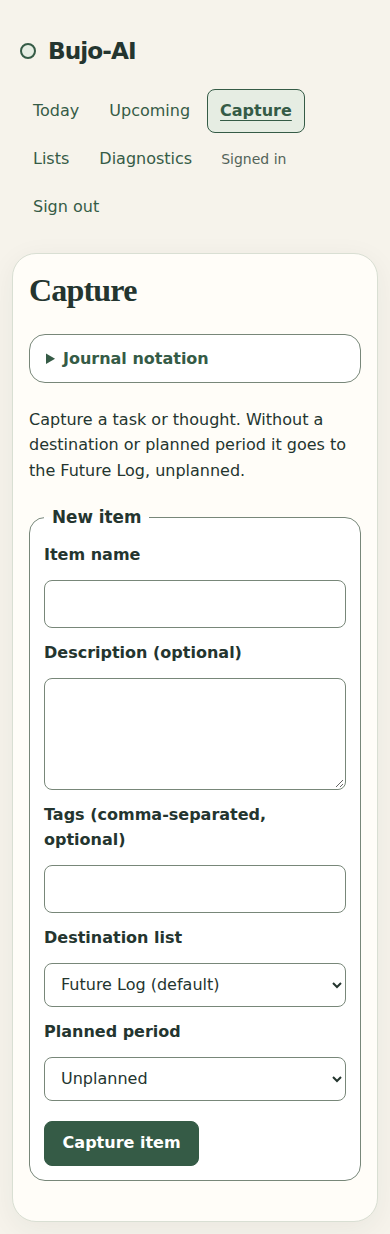 Bujo-AI
Today Upcoming Capture
Lists Diagnostics Signed in
Sign out
Capture
Journal notation
Capture a task or thought. Without a
destination or planned period it goes to
the Future Log, unplanned.
New item
Item name
Description (optional)
Tags (comma-separated,
optional)
Destination list
Future Log (default)
Planned period
Unplanned
Capture item